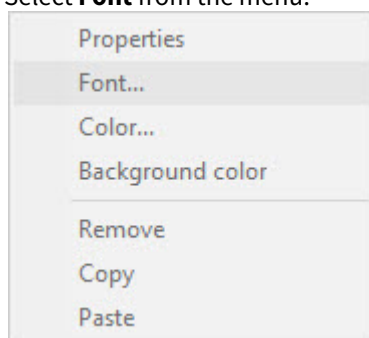 Select Font from the menu.
Properties
Font...
Color...
Background color
Remove
Copy
Paste